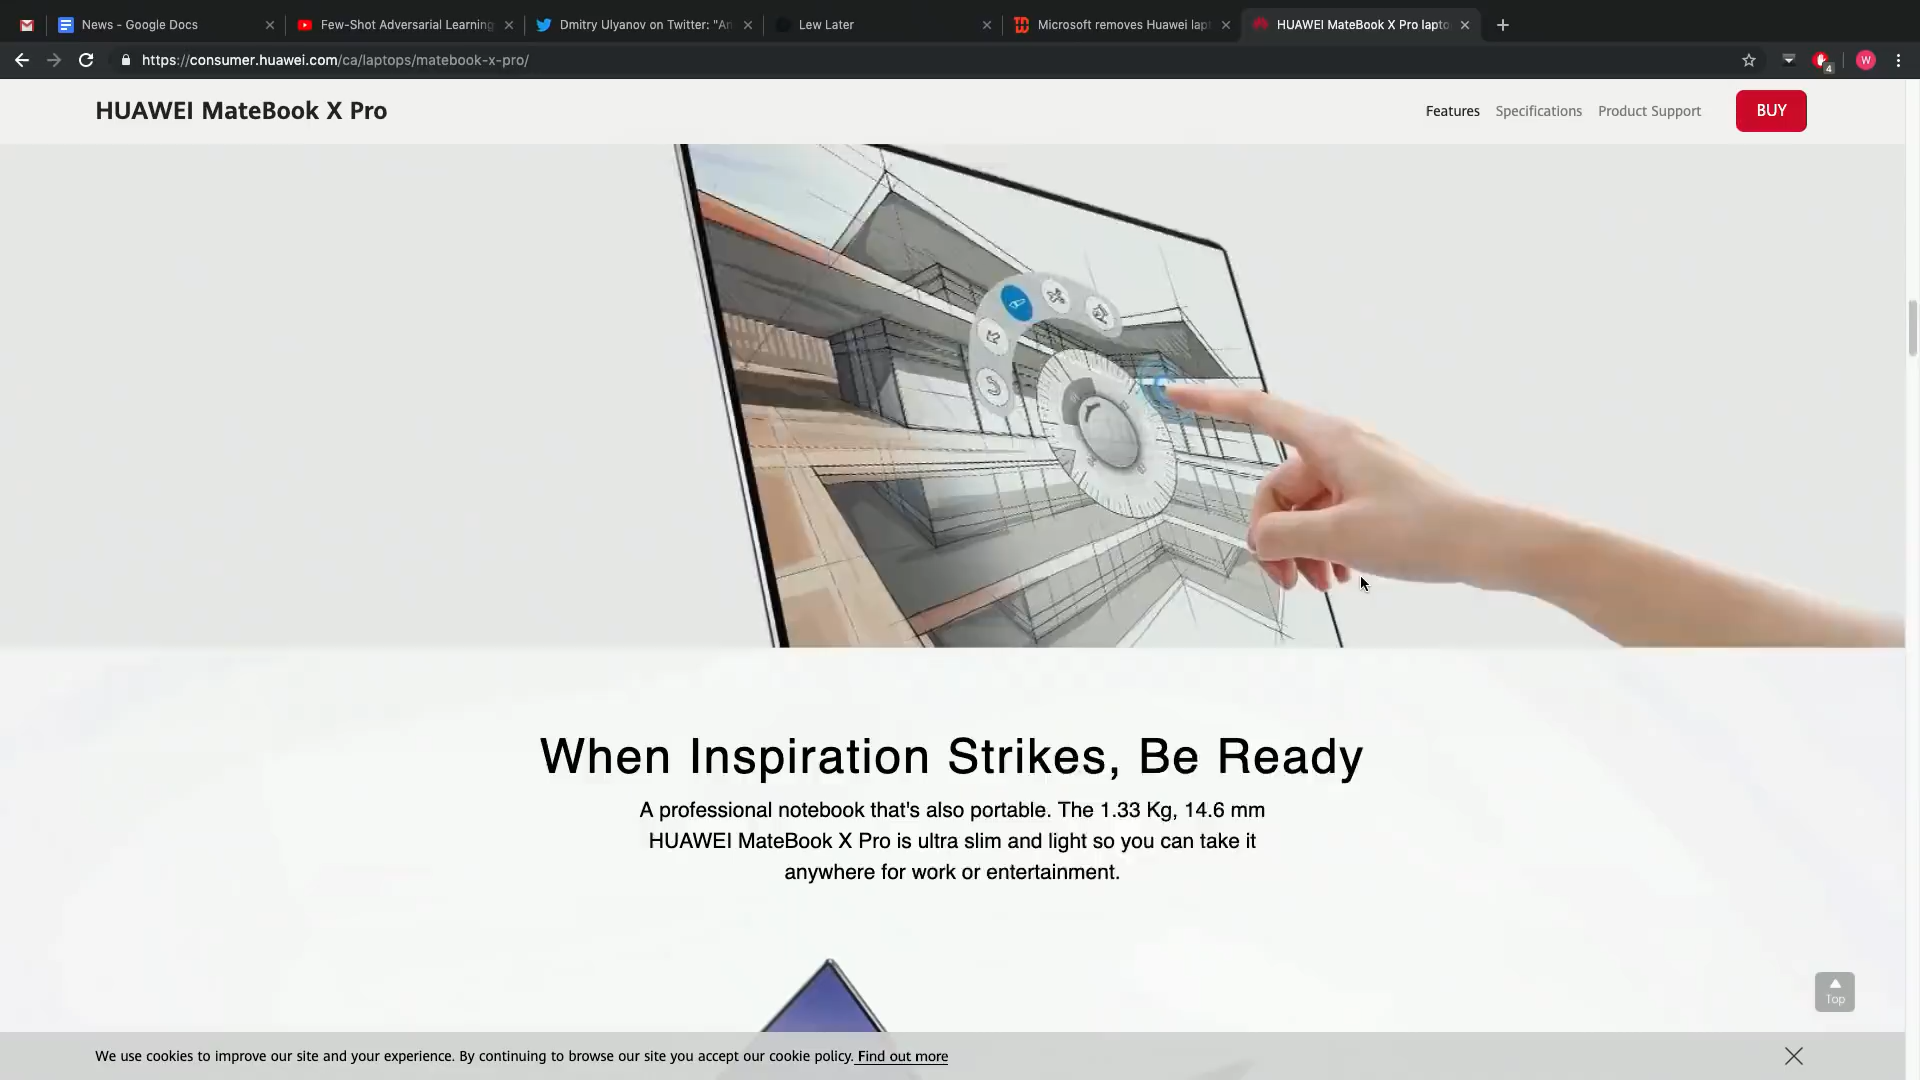 News - Google Docs
Few-Shot Adversarial Learning
Dmitry Ulyanov on Twitter: "An
Lew Later
Microsoft removes Huawei lap
HUAWEI MateBook X Pro lapto
https://consumer.huawei.com/ca/laptops/matebook-x-pro/
4
W
HUAWEI MateBook X Pro
Features
Specifications
Product Support
BUY
When Inspiration Strikes, Be Ready
A professional notebook that's also portable. The 1.33 Kg, 14.6 mm
HUAWEI MateBook X Pro is ultra slim and light so you can take it
anywhere for work or entertainment.
Top
We use cookies to improve our site and your experience. By continuing to browse our site you accept our cookie policy. Find out more